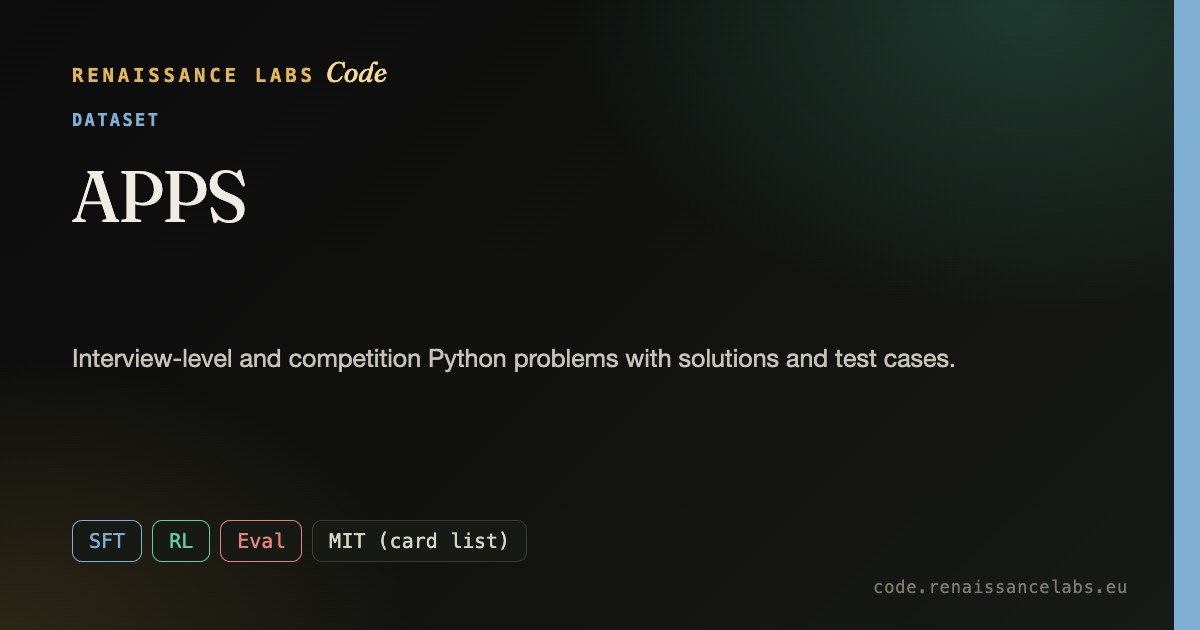 RENAISSANCE LABS Code
DATASET
APPS
Interview-level and competition Python problems with solutions and test cases.
SFT RL Eval MIT (card list)
code.renaissancelabs.eu